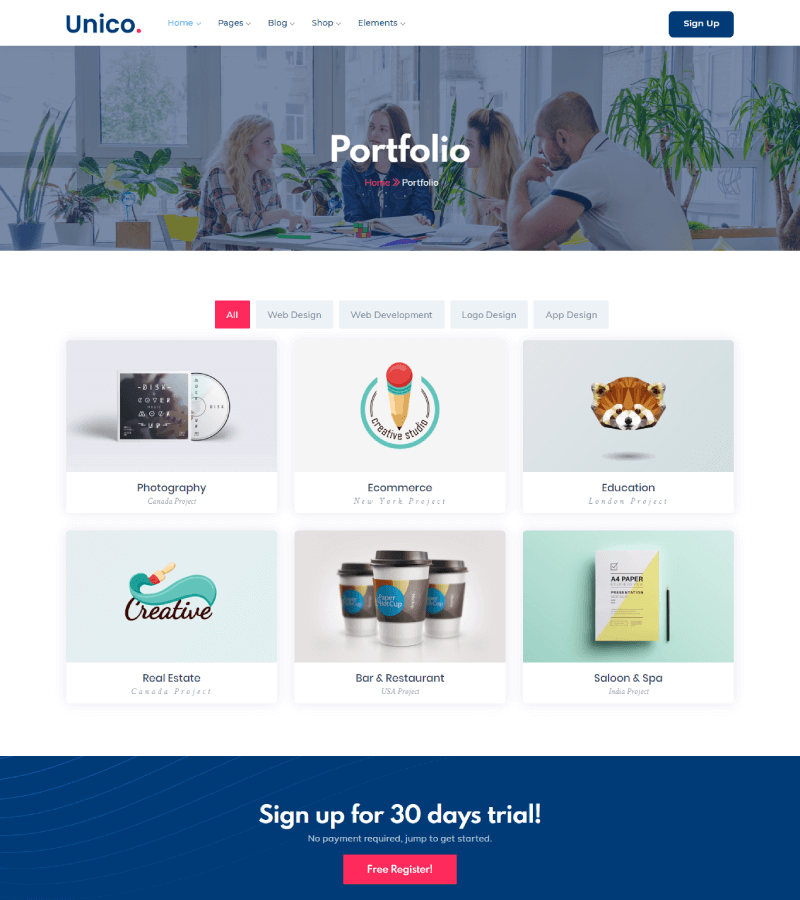 Unico.
Home Pages Blog Shop Elements
Sign Up
Portfolio
Home » Portfolio
All
Web Design
Web Development
Logo Design
App Design
-DISK-
COVER
MUSIC
MOCK
-UP-
DISK
creative studio
Photography
Canada Project
Ecommerce
New York Project
Education
London Project
Creative
Paper
HotCup
A4 PAPER
PRESENTATION
Real Estate
Canada Project
Bar & Restaurant
USA Project
Saloon & Spa
India Project
Sign up for 30 days trial!
No payment required, jump to get started.
Free Register!